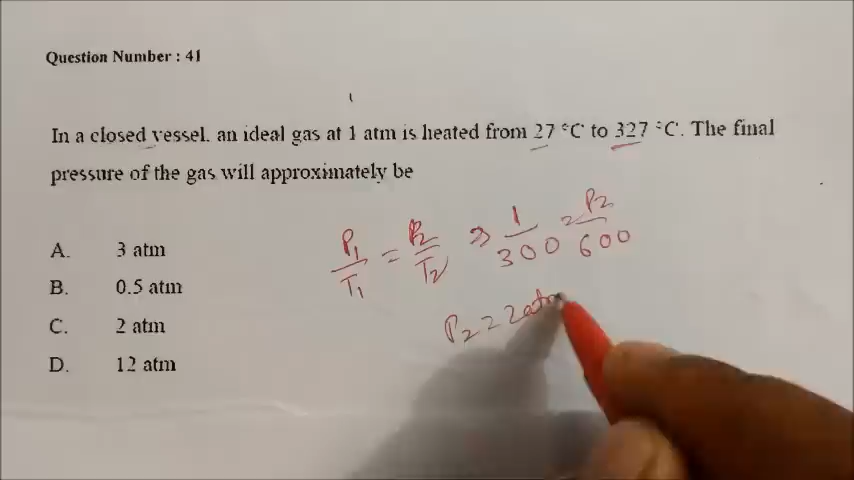 Question Number : 41
In a closed vessel. an ideal gas at 1 atm is heated from 27 °C to 327 °C. The final
pressure of the gas will approximately be
A. 3 atm
B. 0.5 atm
C. 2 atm
D. 12 atm
P₁/T₁ = P₂/T₂ ⇒ 1/300 = P₂/600
P₂ = 2atm